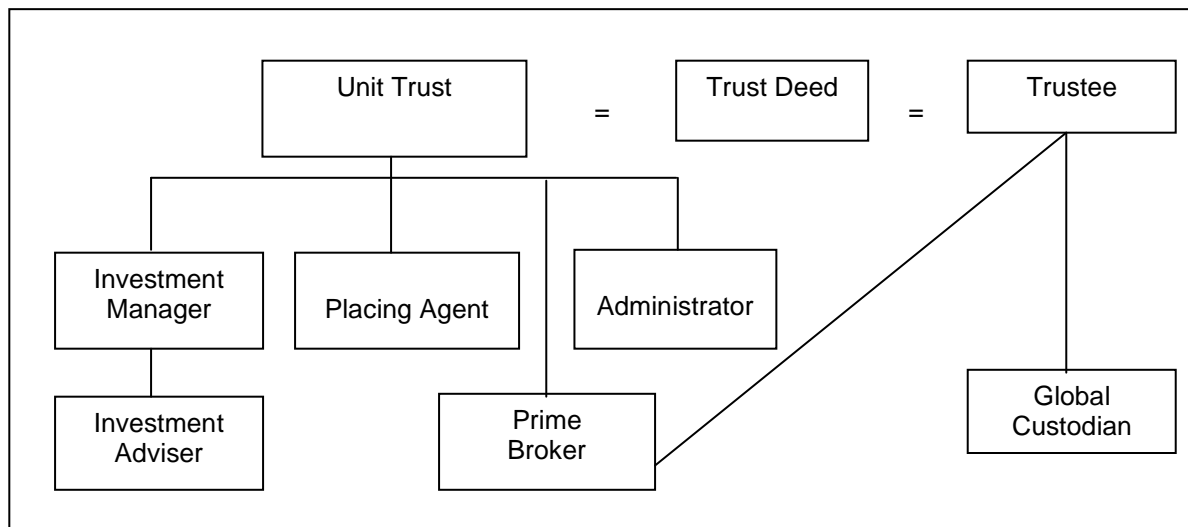 Unit Trust
=
Trust Deed
=
Trustee
Investment
Manager
Placing Agent
Administrator
Investment
Adviser
Prime
Broker
Global
Custodian